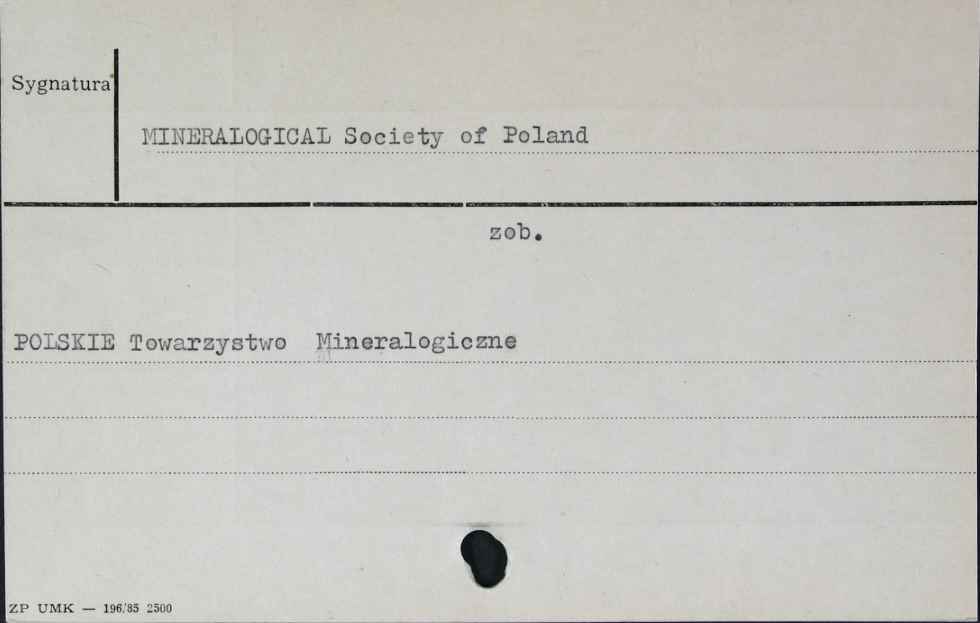 Sygnatura
MINERALOGICAL Society of Poland
zob.
POLSKIE Towarzystwo Mineralogiczne
ZP UMK — 196/85 2500